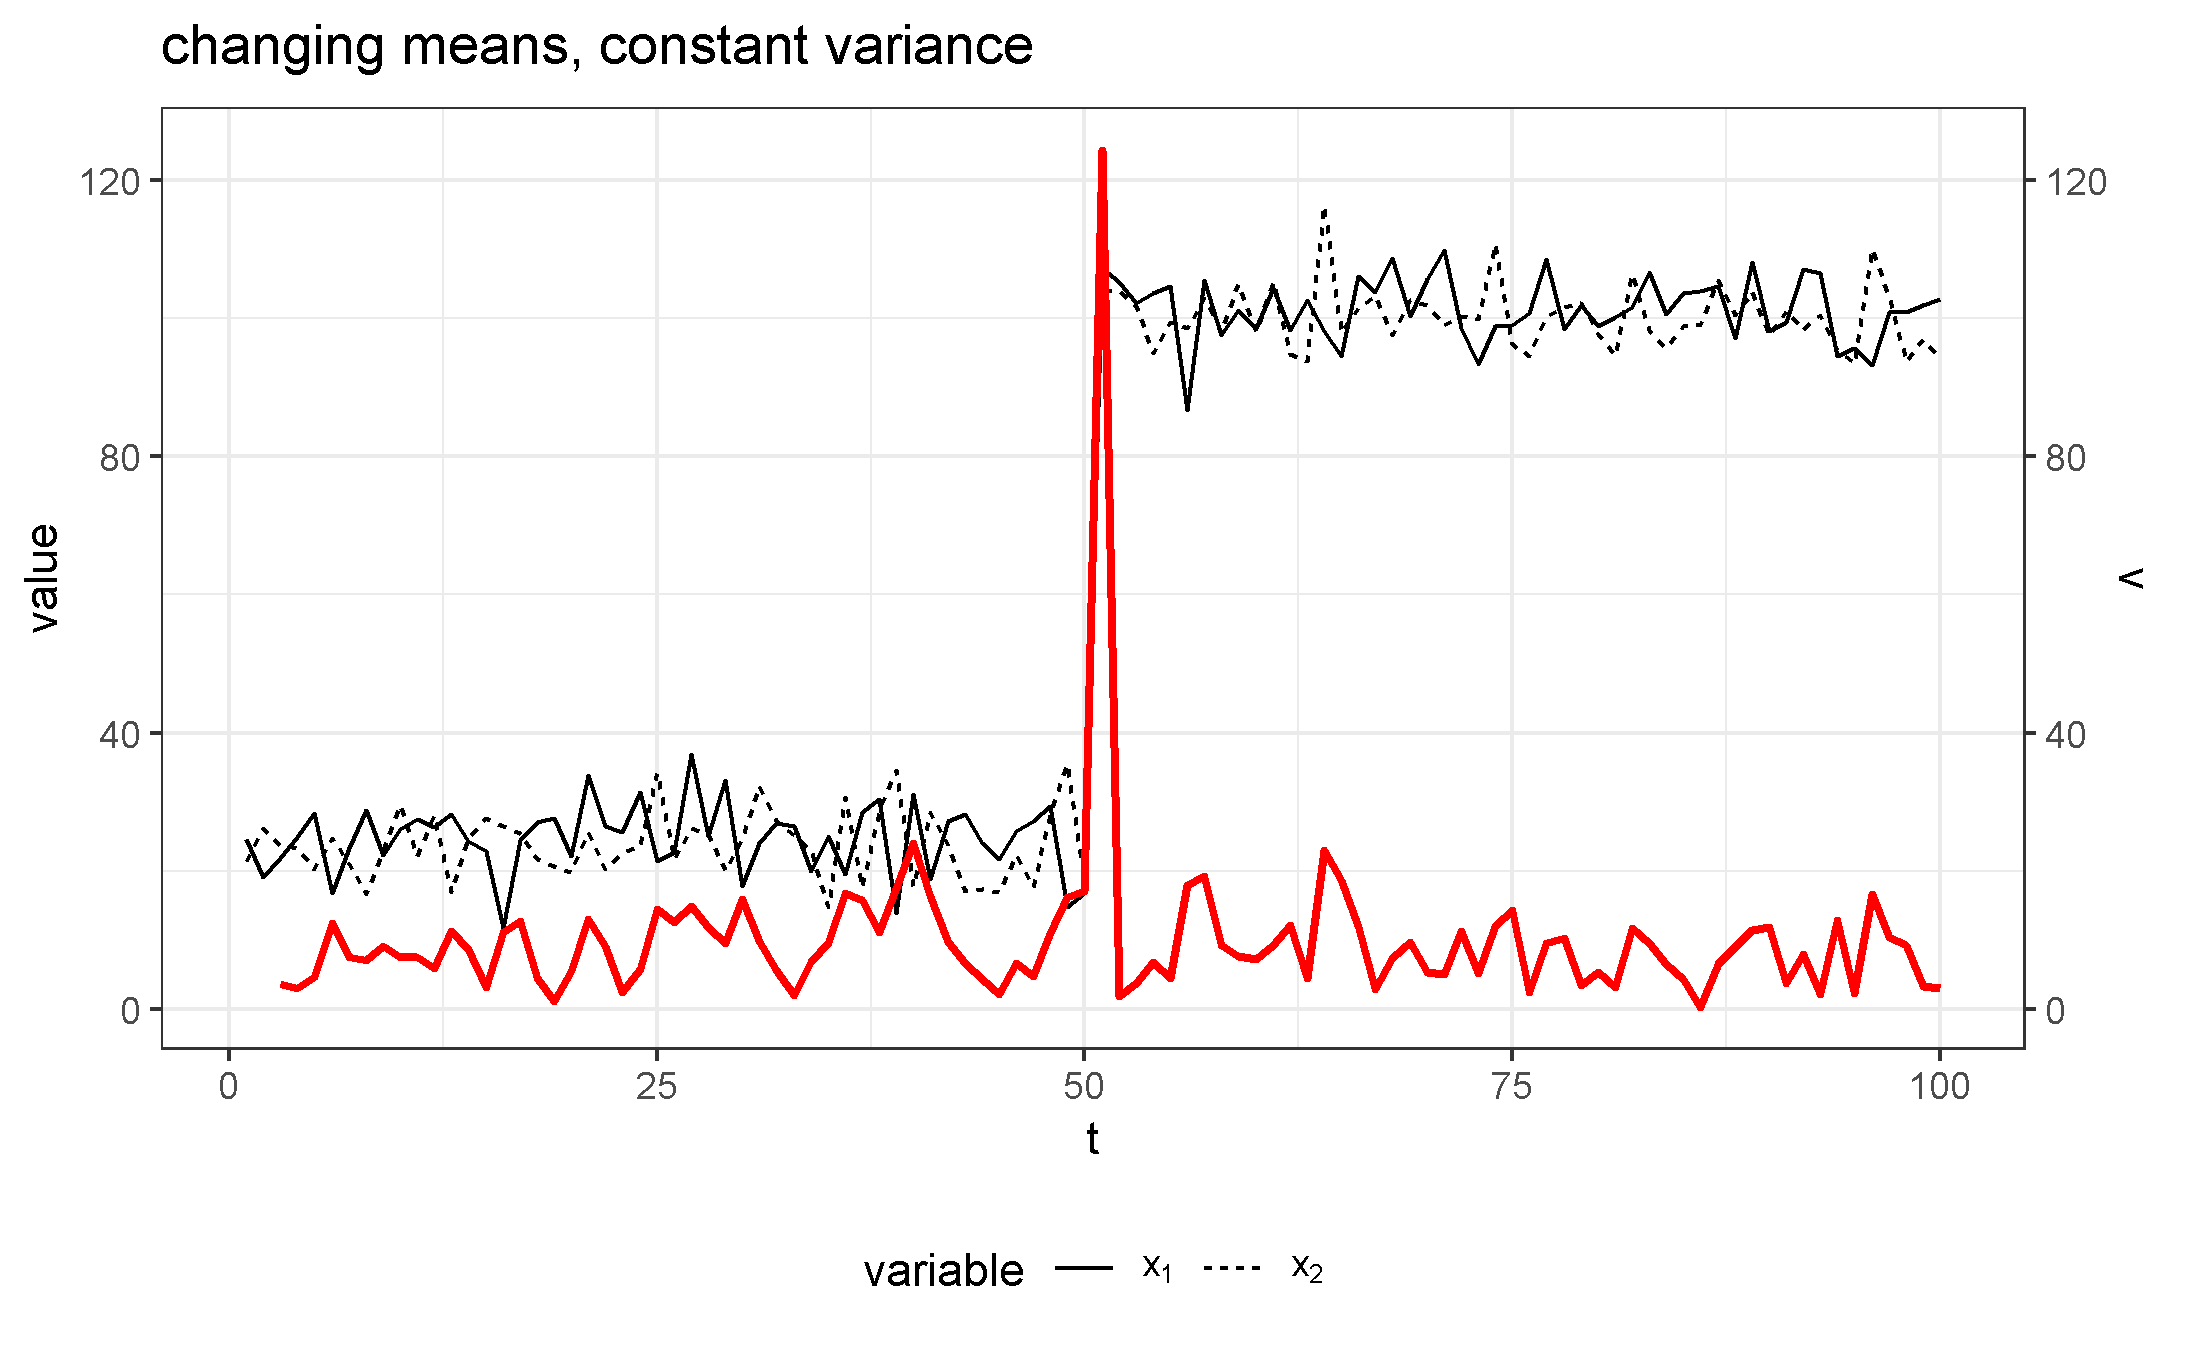 changing means, constant variance
120
80
40
0
value
120
80
40
0
v
0 25 50 75 100
t
variable x₁ x₂